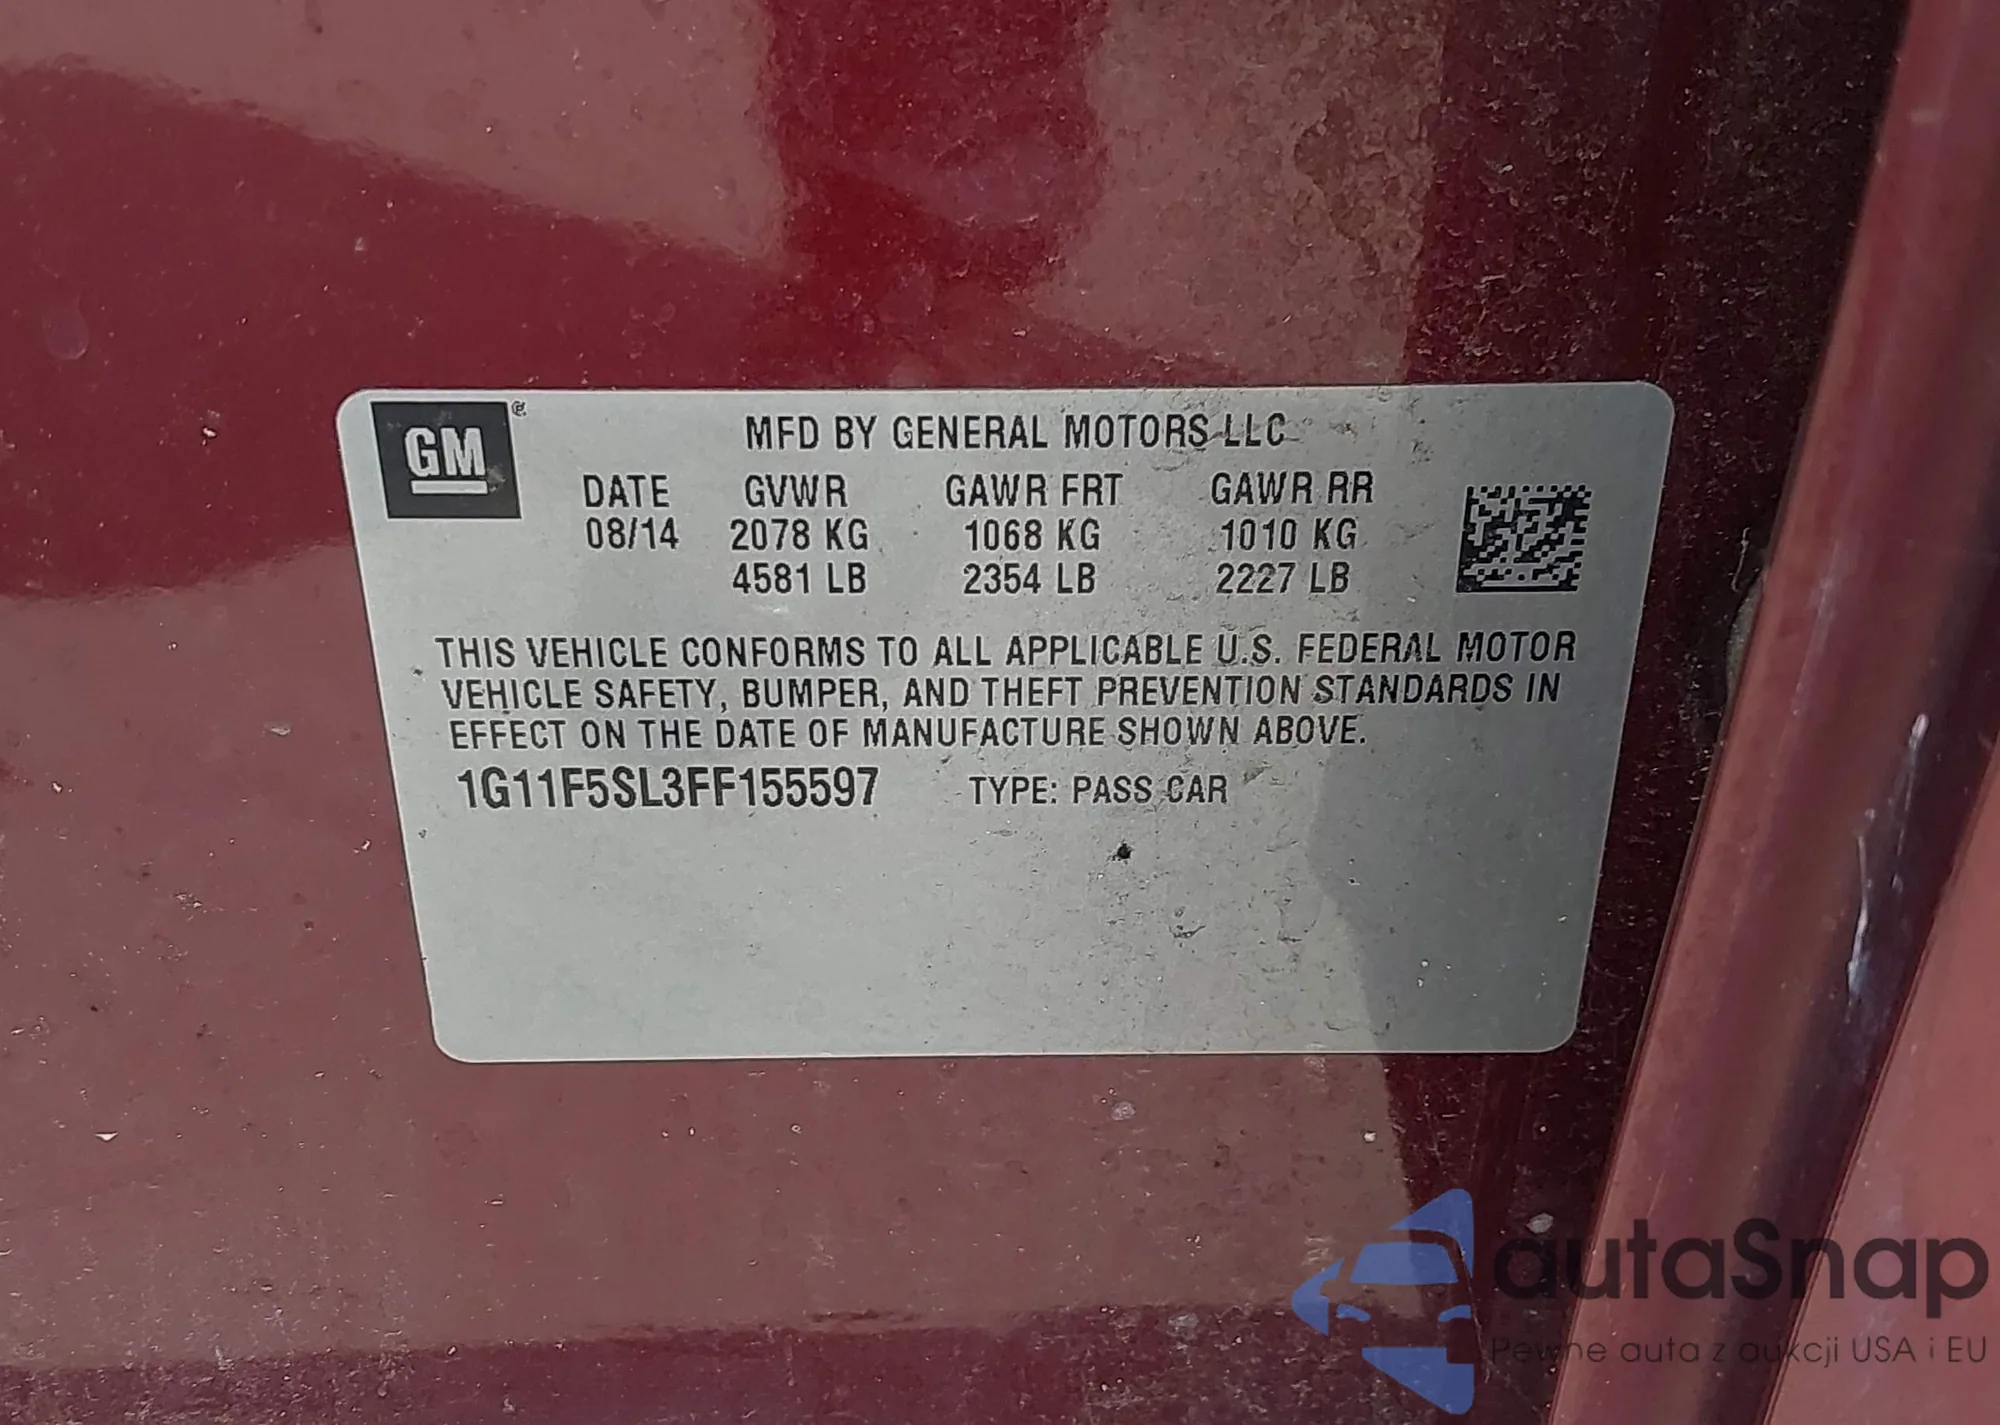 GM
MFD BY GENERAL MOTORS LLC
DATE GVWR GAWR FRT GAWR RR
08/14 2078 KG 1068 KG 1010 KG
4581 LB 2354 LB 2227 LB
THIS VEHICLE CONFORMS TO ALL APPLICABLE U.S. FEDERAL MOTOR
VEHICLE SAFETY, BUMPER, AND THEFT PREVENTION STANDARDS IN
EFFECT ON THE DATE OF MANUFACTURE SHOWN ABOVE.
1G11F5SL3FF155597 TYPE: PASS CAR
autaSnap
Pewne auta z aukcji USA i EU